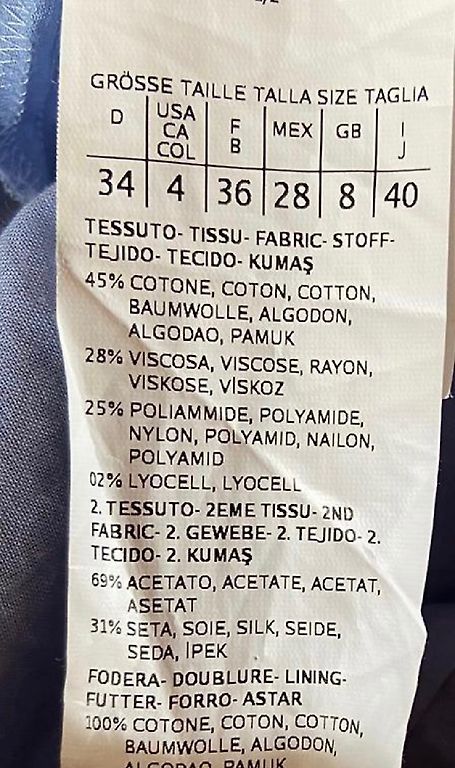 GRÖSSE TAILLE TALLA SIZE TAGLIA
D | USA CA COL | F B | MEX | GB | I J
34 | 4 | 36 | 28 | 8 | 40
TESSUTO- TISSU- FABRIC- STOFF-
TEJIDO- TECIDO- KUMAŞ
45% COTONE, COTON, COTTON,
BAUMWOLLE, ALGODON,
ALGODAO, PAMUK
28% VISCOSA, VISCOSE, RAYON,
VISKOSE, VİSKOZ
25% POLIAMMIDE, POLYAMIDE,
NYLON, POLYAMID, NAILON,
POLYAMID
02% LYOCELL, LYOCELL
2. TESSUTO- 2EME TISSU- 2ND
FABRIC- 2. GEWEBE- 2. TEJIDO- 2.
TECIDO- 2. KUMAŞ
69% ACETATO, ACETATE, ACETAT,
ASETAT
31% SETA, SOIE, SILK, SEIDE,
SEDA, İPEK
FODERA- DOUBLURE- LINING-
FUTTER- FORRO- ASTAR
100% COTONE, COTON, COTTON,
BAUMWOLLE, ALGODON,
ALGODAO, PAMUK